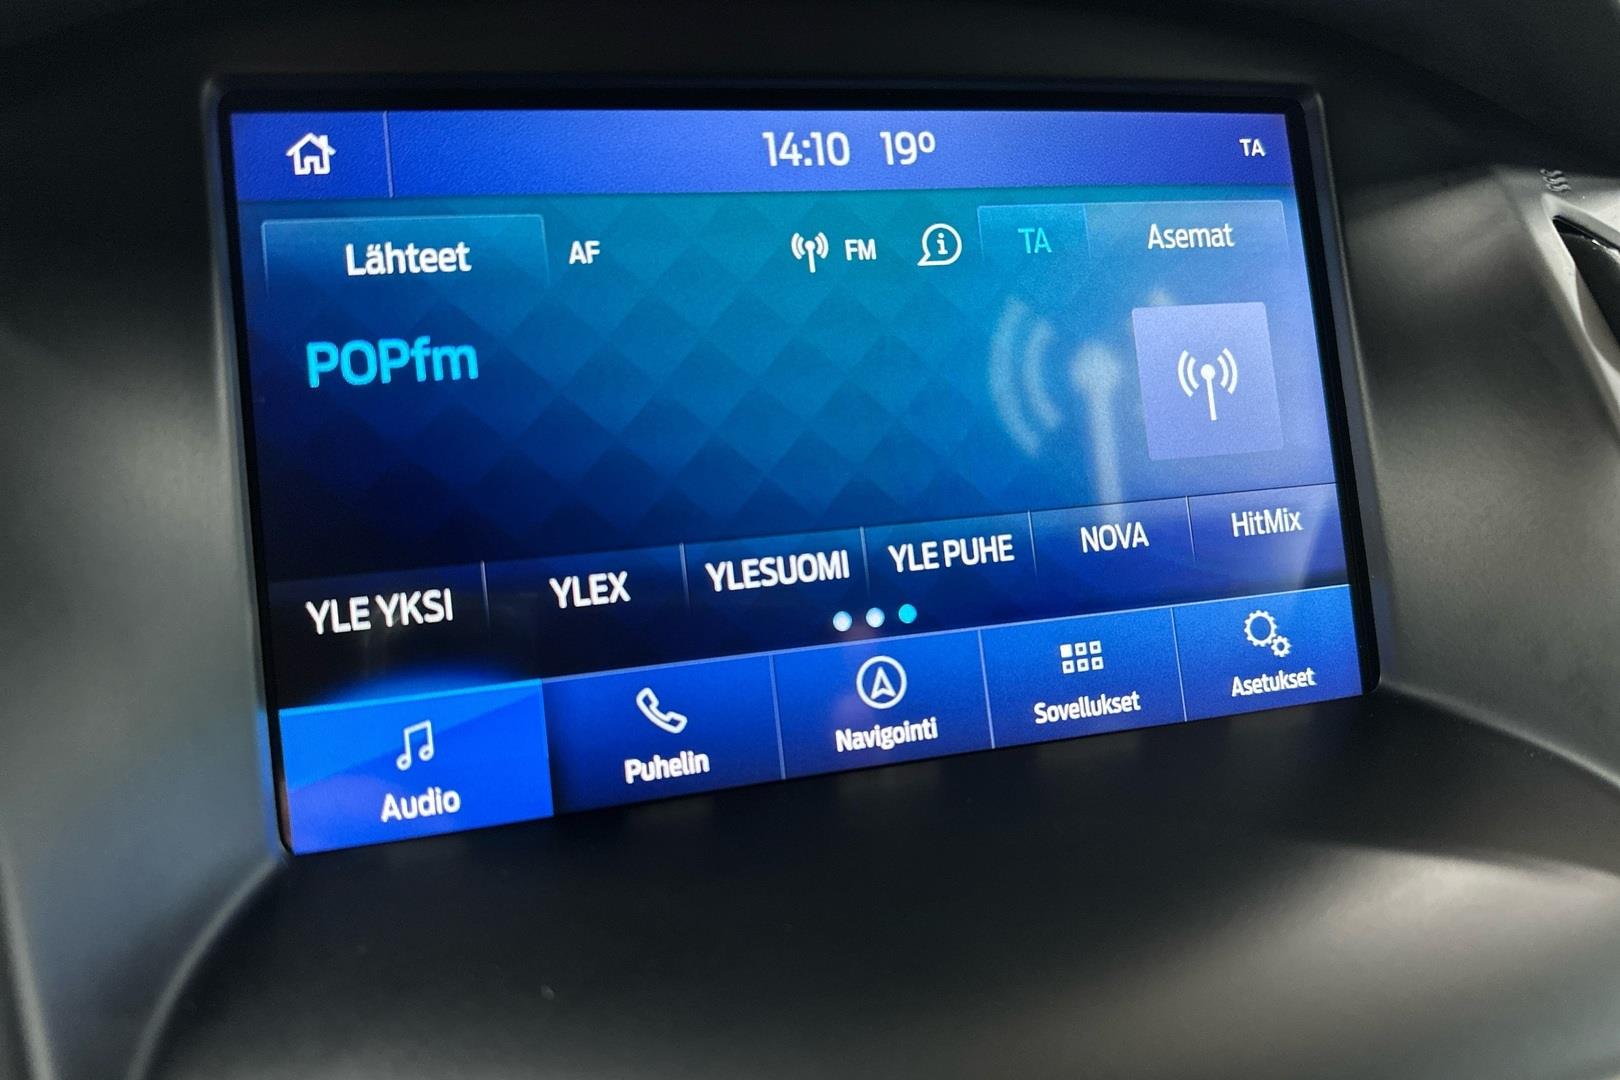 14:10 19° TA
Lähteet AF FM TA Asemat
POPfm
YLE YKSI YLEX YLESUOMI YLE PUHE NOVA HitMix
Audio Puhelin Navigointi Sovellukset Asetukset